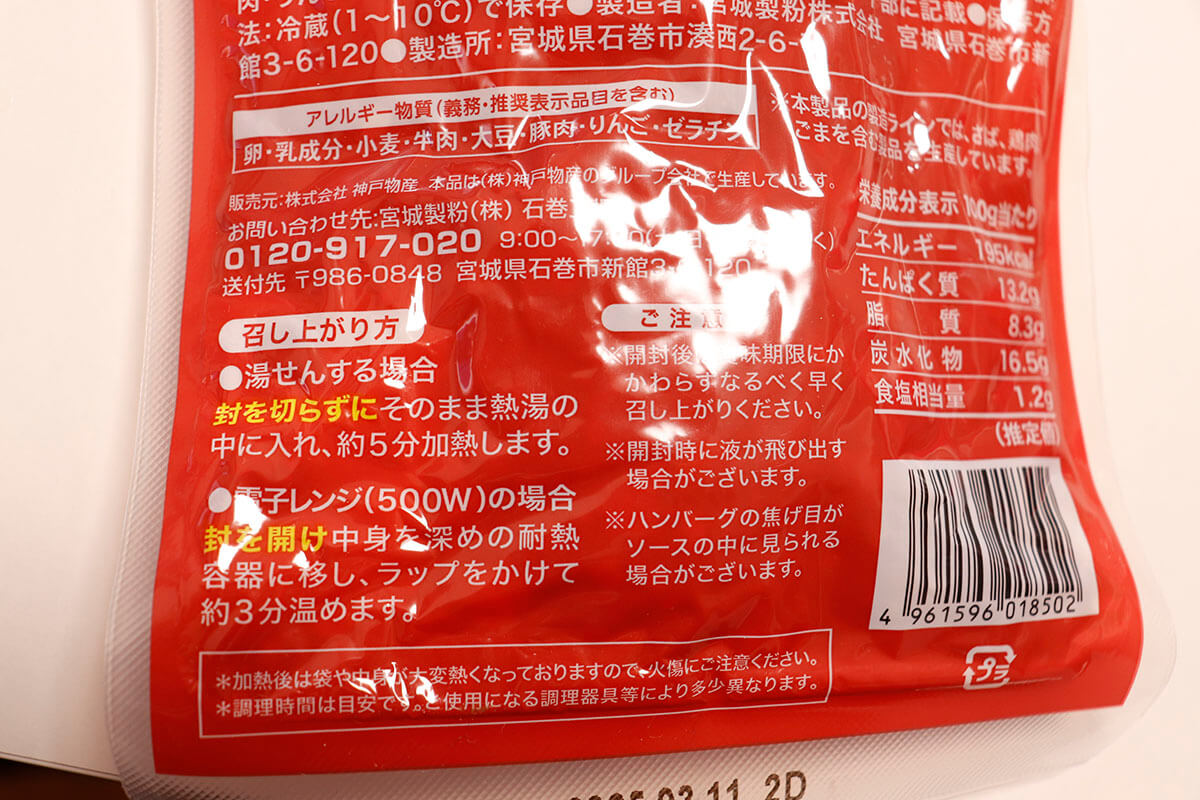 法:冷蔵(1〜10℃)で保存●製造者:宮城製粉株式会社
館3-6-120●製造所:宮城県石巻市湊西2-6- 宮城県石巻市新
アレルギー物質(義務・推奨表示品目を含む)
卵・乳成分・小麦・牛肉・大豆・豚肉・りんご・ゼラチン
※本製品の製造ラインでは、さば、鶏肉
ごまを含む製品を生産しています。
販売元:株式会社 神戸物産 本品は(株)神戸物産のグループ会社で生産しています。
お問い合わせ先:宮城製粉(株) 石巻
0120-917-020 9:00〜17:
送付先 〒986-0848 宮城県石巻市新館3-6-120
召し上がり方
●湯せんする場合
封を切らずにそのまま熱湯の
中に入れ、約5分加熱します。
●電子レンジ(500W)の場合
封を開け中身を深めの耐熱
容器に移し、ラップをかけて
約3分温めます。
ご注意
※開封後は賞味期限にか
かわらずなるべく早く
召し上がりください。
※開封時に液が飛び出す
場合がございます。
※ハンバーグの焦げ目が
ソースの中に見られる
場合がございます。
栄養成分表示 100g当たり
エネルギー 195kcal
たんぱく質 13.2g
脂質 8.3g
炭水化物 16.5g
食塩相当量 1.2g
(推定値)
4 961596 018502
プラ
*加熱後は袋や中身が大変熱くなっておりますので、火傷にご注意ください。
*調理時間は目安です。ご使用になる調理器具等により多少異なります。
11 2D